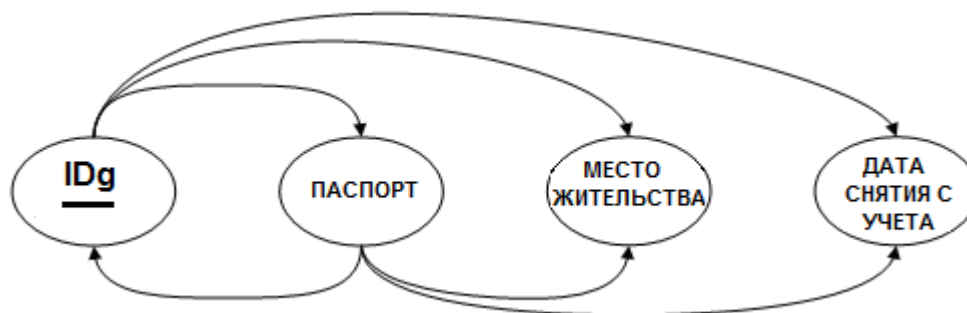 IDg
ПАСПОРТ
МЕСТО
ЖИТЕЛЬСТВА
ДАТА
СНЯТИЯ С
УЧЕТА